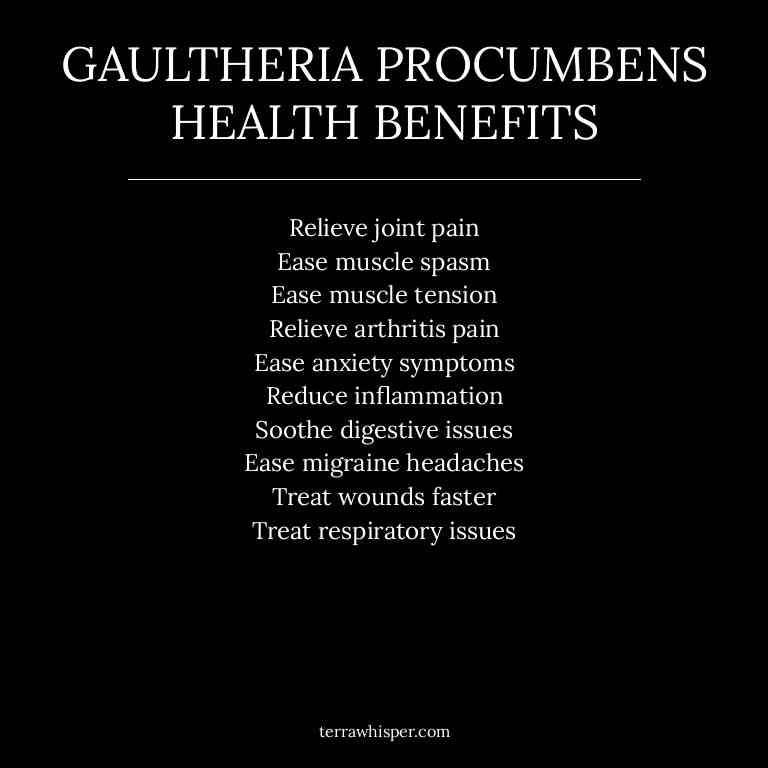 GAULTHERIA PROCUMBENS
HEALTH BENEFITS
Relieve joint pain
Ease muscle spasm
Ease muscle tension
Relieve arthritis pain
Ease anxiety symptoms
Reduce inflammation
Soothe digestive issues
Ease migraine headaches
Treat wounds faster
Treat respiratory issues
terrawhisper.com